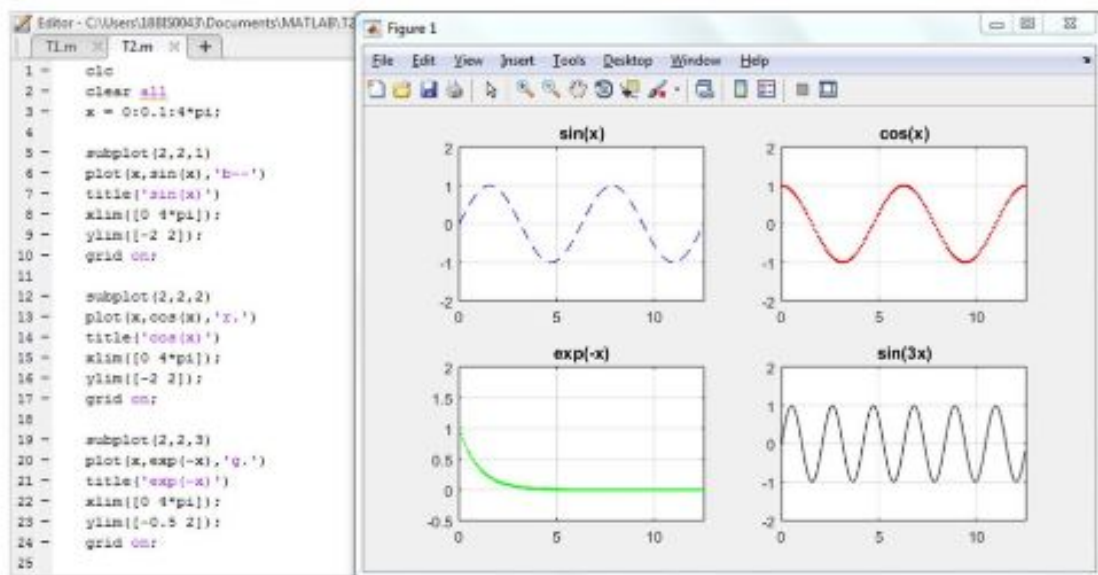 Editor - C:\Users\18BIS0043\Documents\MATLAB\T2
T1.m T2.m +
1 - clc
2 - clear all
3 - x = 0:0.1:4*pi;
4
5 - subplot(2,2,1)
6 - plot(x,sin(x),'b--')
7 - title('sin(x)')
8 - xlim([0 4*pi]);
9 - ylim([-2 2]);
10 - grid on;
11
12 - subplot(2,2,2)
13 - plot(x,cos(x),'r.')
14 - title('cos(x)')
15 - xlim([0 4*pi]);
16 - ylim([-2 2]);
17 - grid on;
18
19 - subplot(2,2,3)
20 - plot(x,exp(-x),'g.')
21 - title('exp(-x)')
22 - xlim([0 4*pi]);
23 - ylim([-0.5 2]);
24 - grid on;
25
Figure 1
File Edit View Insert Tools Desktop Window Help
sin(x)
2
1
0
-1
-2
0 5 10
cos(x)
2
1
0
-1
-2
0 5 10
exp(-x)
2
1.5
1
0.5
0
-0.5
0 5 10
sin(3x)
2
1
0
-1
-2
0 5 10